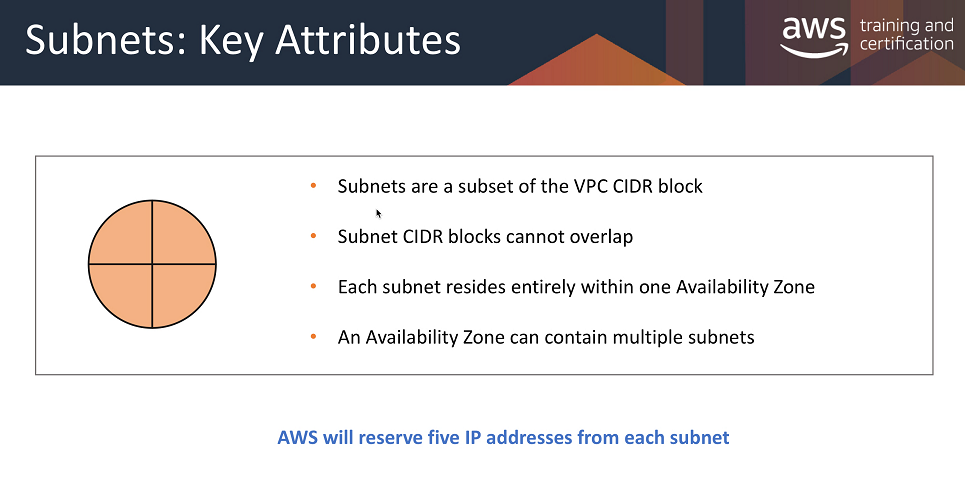 Subnets: Key Attributes
aws training and
certification
• Subnets are a subset of the VPC CIDR block
• Subnet CIDR blocks cannot overlap
• Each subnet resides entirely within one Availability Zone
• An Availability Zone can contain multiple subnets
AWS will reserve five IP addresses from each subnet